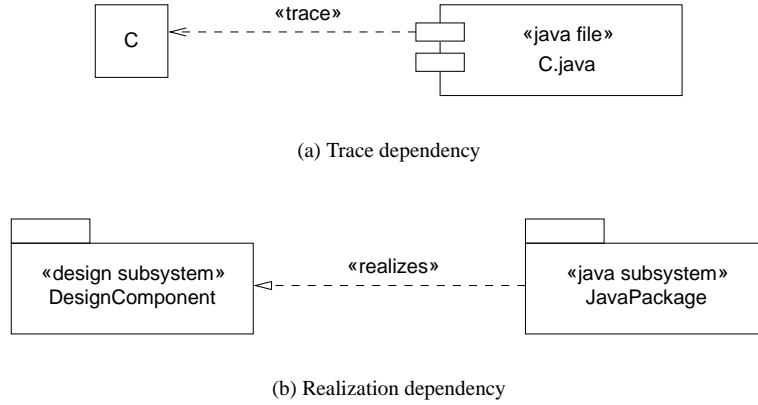 «trace»
C
«java file»
C.java
(a) Trace dependency
«design subsystem»
DesignComponent
«realizes»
«java subsystem»
JavaPackage
(b) Realization dependency